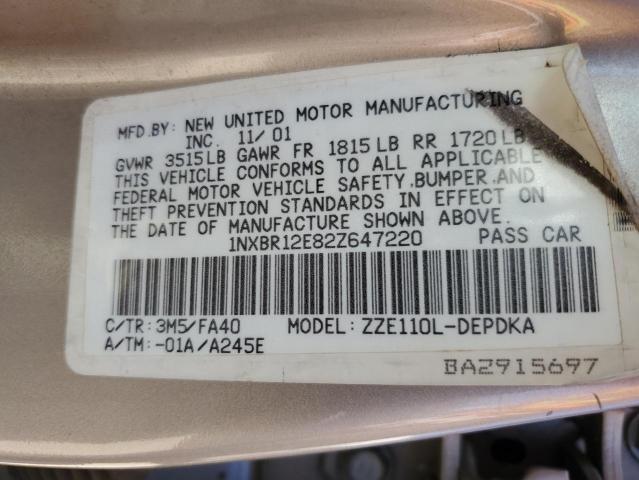 MFD.BY: NEW UNITED MOTOR MANUFACTURING
INC. 11/01
GVWR 3515LB GAWR FR 1815LB RR 1720LB
THIS VEHICLE CONFORMS TO ALL APPLICABLE
FEDERAL MOTOR VEHICLE SAFETY,BUMPER,AND
THEFT PREVENTION STANDARDS IN EFFECT ON
THE DATE OF MANUFACTURE SHOWN ABOVE.
1NXBR12E82Z647220 PASS CAR
C/TR: 3M5/FA40 MODEL: ZZE110L-DEPDKA
A/TM: -01A/A245E
BAZ915697